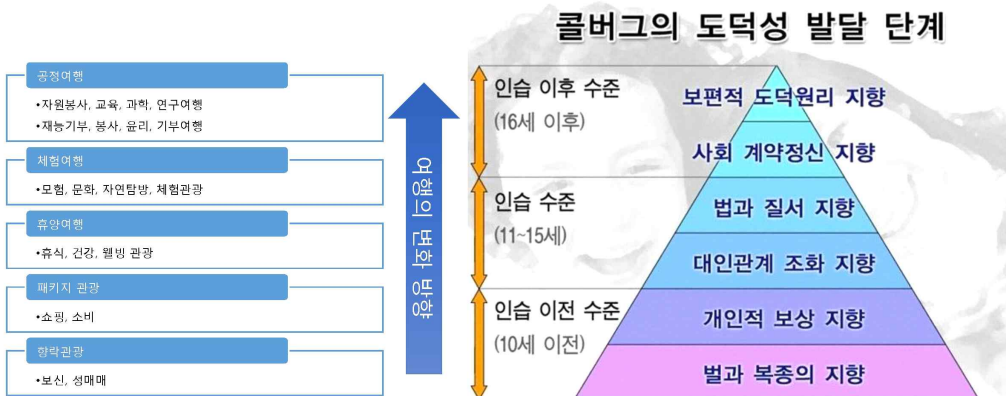 공정여행
•자원봉사, 교육, 과학, 연구여행
•재능기부, 봉사, 윤리, 기부여행
체험여행
•모험, 문화, 자연탐방, 체험관광
휴양여행
•휴식, 건강, 웰빙 관광
패키지 관광
•쇼핑, 소비
향락관광
•보신, 성매매
여행의 변화 방향
콜버그의 도덕성 발달 단계
인습 이후 수준
(16세 이후)
보편적 도덕원리 지향
사회 계약정신 지향
인습 수준
(11~15세)
법과 질서 지향
대인관계 조화 지향
인습 이전 수준
(10세 이전)
개인적 보상 지향
벌과 복종의 지향